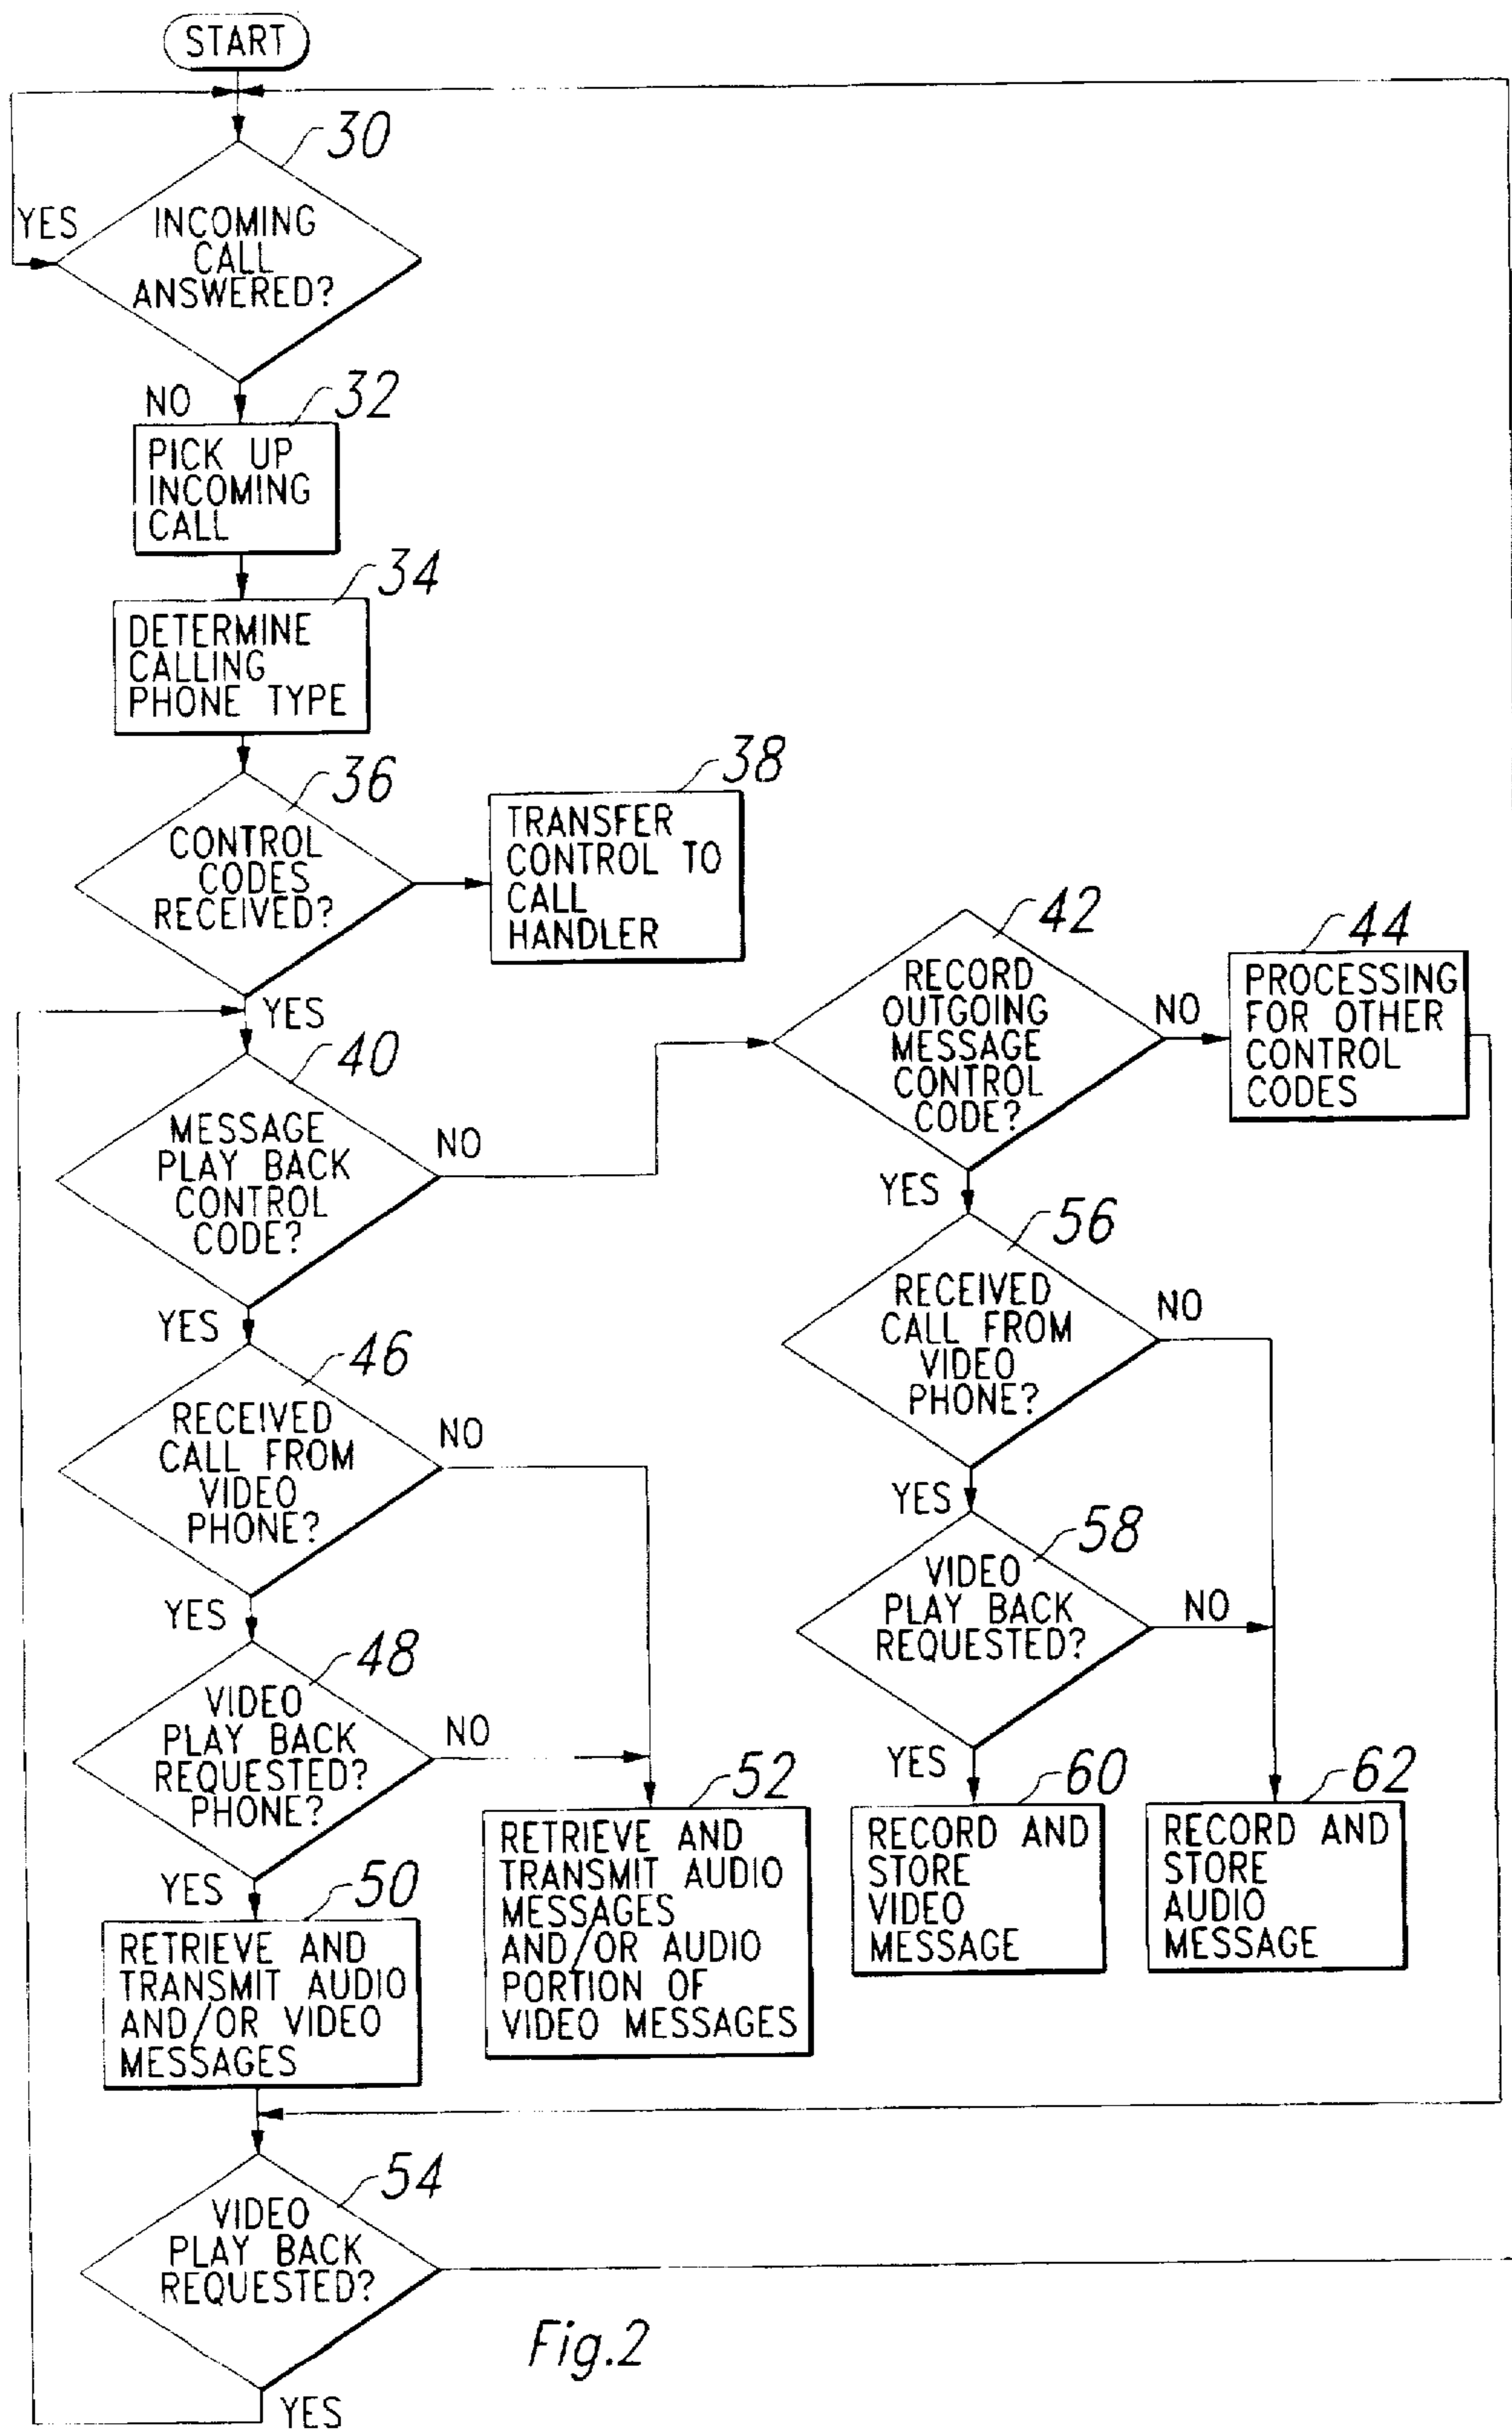 START
30
YES
INCOMING
CALL
ANSWERED?
NO
32
PICK UP
INCOMING
CALL
34
DETERMINE
CALLING
PHONE TYPE
36
CONTROL
CODES
RECEIVED?
38
TRANSFER
CONTROL TO
CALL
HANDLER
YES
40
MESSAGE
PLAY BACK
CONTROL
CODE?
NO
42
RECORD
OUTGOING
MESSAGE
CONTROL
CODE?
NO
44
PROCESSING
FOR OTHER
CONTROL
CODES
YES
46
RECEIVED
CALL FROM
VIDEO
PHONE?
NO
YES
56
RECEIVED
CALL FROM
VIDEO
PHONE?
NO
YES
48
VIDEO
PLAY BACK
REQUESTED?
PHONE?
NO
YES
58
VIDEO
PLAY BACK
REQUESTED?
NO
YES
50
RETRIEVE AND
TRANSMIT AUDIO
AND/OR VIDEO
MESSAGES
52
RETRIEVE AND
TRANSMIT AUDIO
MESSAGES
AND/OR AUDIO
PORTION OF
VIDEO MESSAGES
YES
60
RECORD AND
STORE
VIDEO
MESSAGE
62
RECORD AND
STORE
AUDIO
MESSAGE
54
VIDEO
PLAY BACK
REQUESTED?
YES
Fig.2